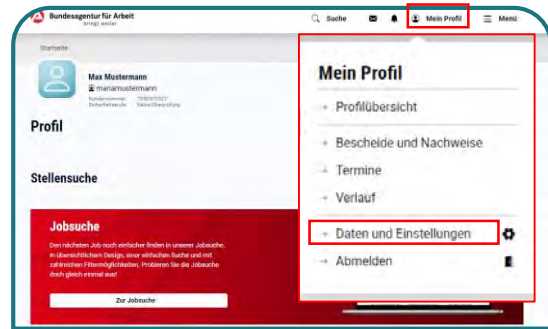 Bundesagentur für Arbeit
bringt weiter
Suche
Mein Profil
Menü
Startseite
Max Mustermann
mariamustermann
Kundennummer:
Profil
Stellensuche
Jobsuche
Den nächsten Job noch einfacher finden in unserer Jobsuche.
In übersichtlichem Design, einer einfachen Suche und mit
zahlreichen Filtermöglichkeiten. Probieren Sie die Jobsuche
doch gleich einmal aus!
Zur Jobsuche
Mein Profil
→ Profilübersicht
→ Bescheide und Nachweise
→ Termine
→ Verlauf
→ Daten und Einstellungen
→ Abmelden